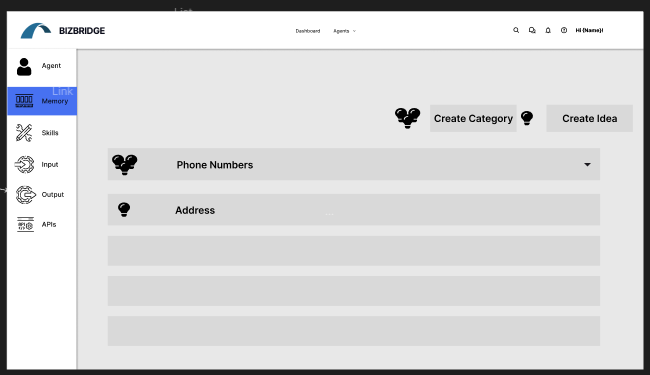 List
BIZBRIDGE
Dashboard
Agents
Hi {Name}!
Agent
Link
Memory
Skills
Input
Output
APIs
Create Category
Create Idea
Phone Numbers
Address